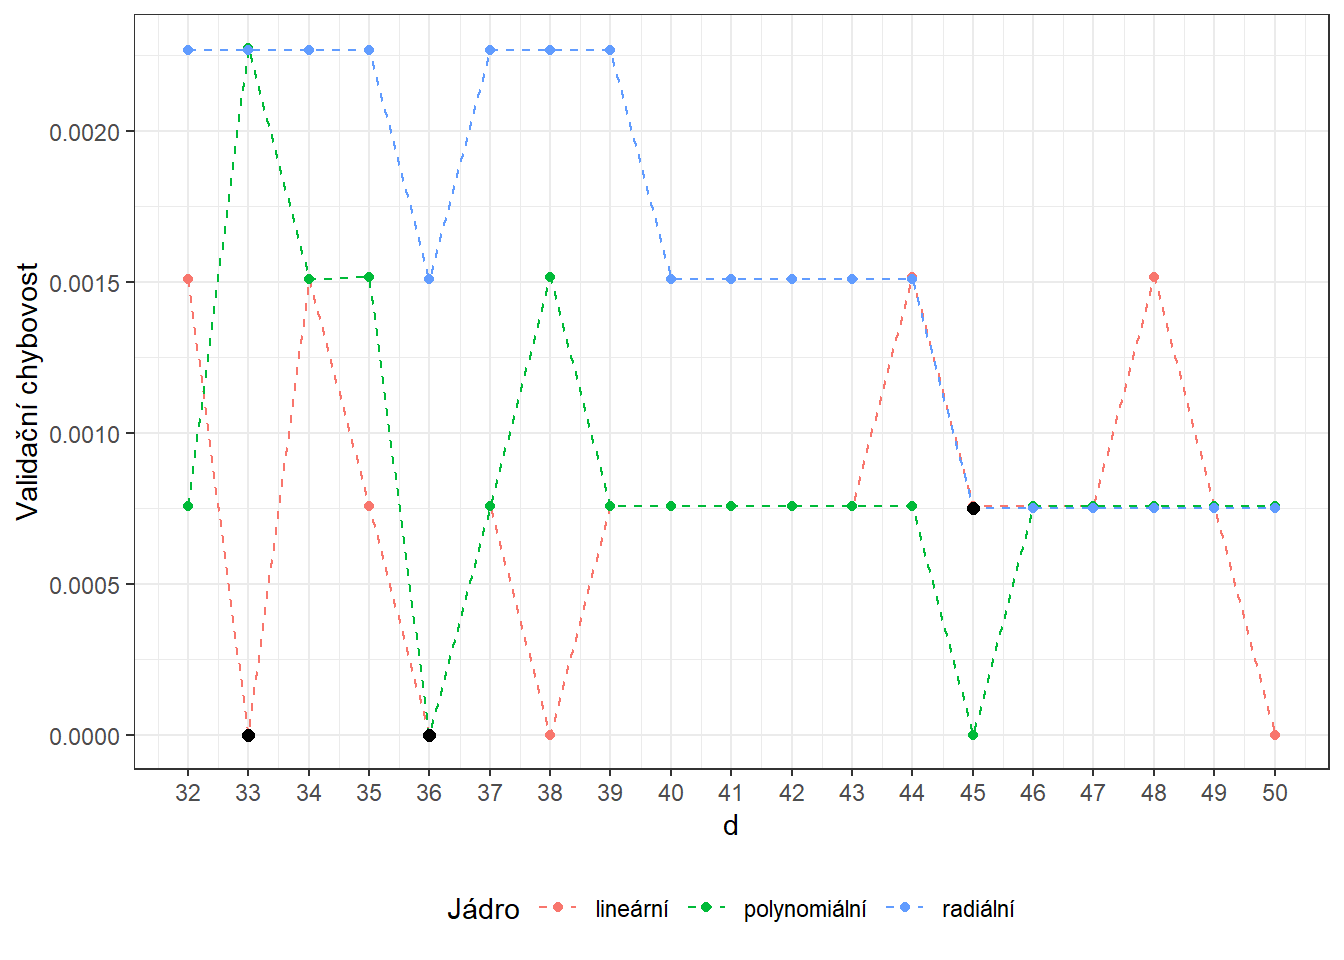 Validační chybovost
0.0020
0.0015
0.0010
0.0005
0.0000
32 33 34 35 36 37 38 39 40 41 42 43 44 45 46 47 48 49 50
d
Jádro lineární polynomiální radiální